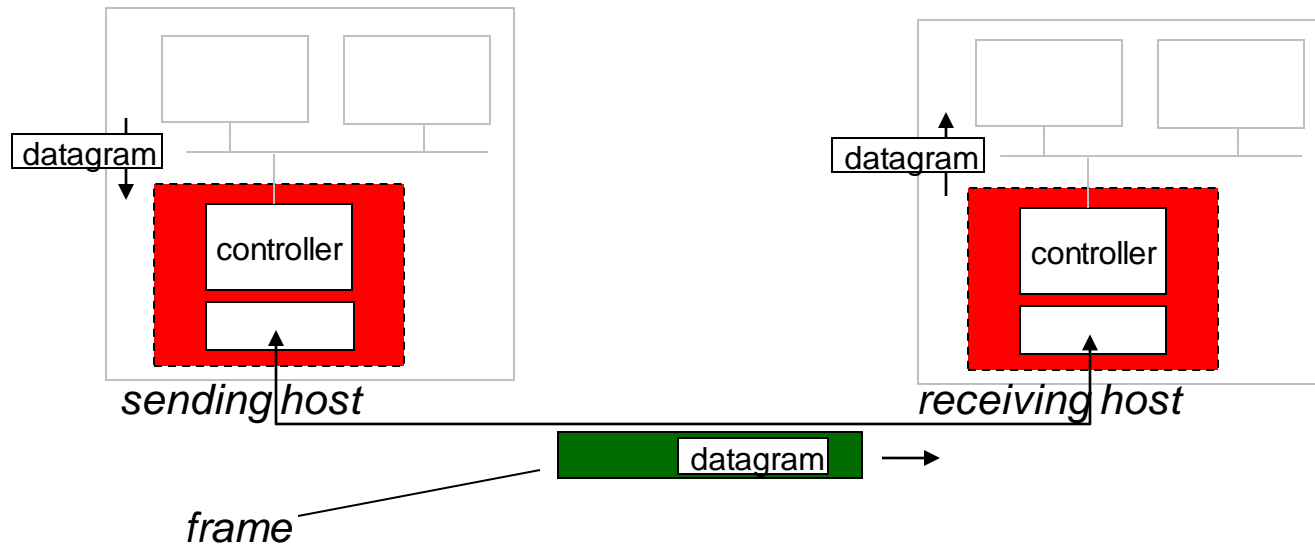 datagram
datagram
controller
controller
sending host
receiving host
datagram
frame